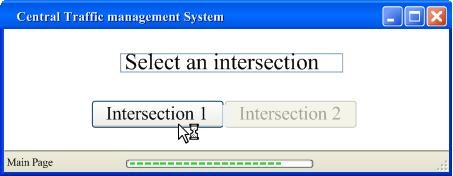 Central Traffic management System
Select an intersection
Intersection 1 Intersection 2
Main Page